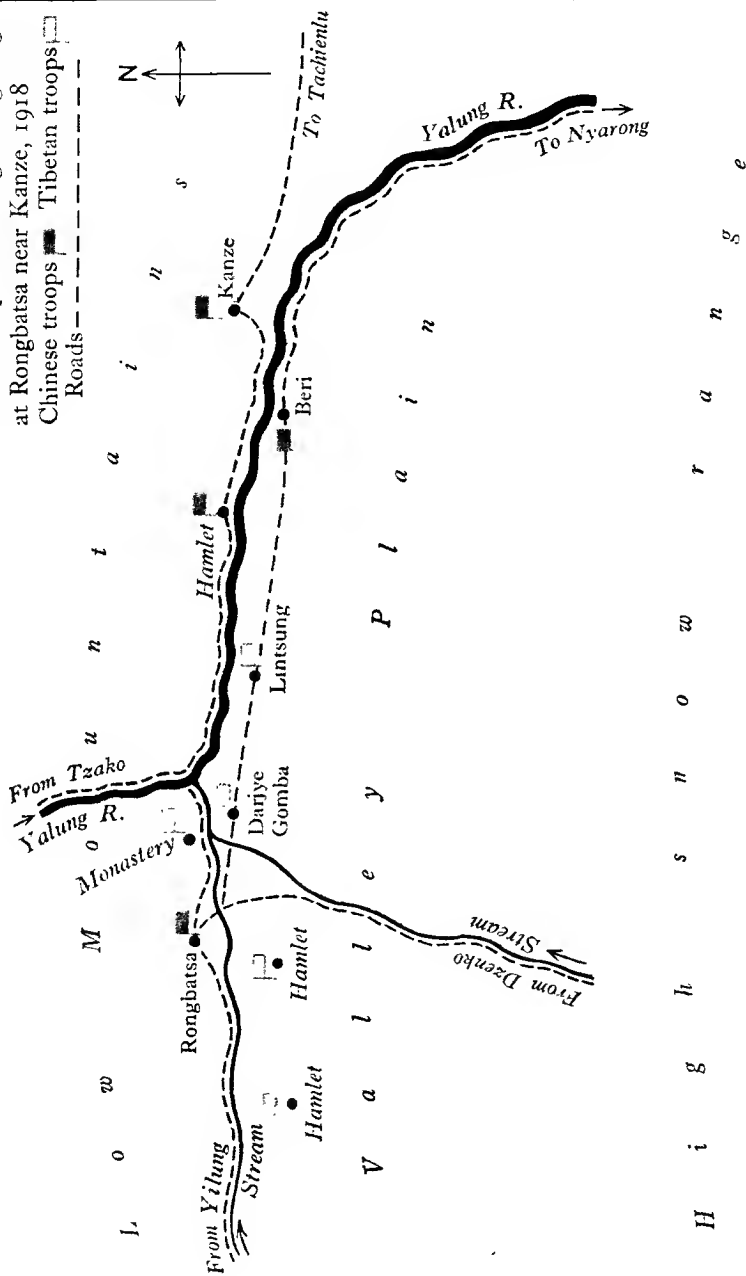 at Rongbatsa near Kanze, 1918
Chinese troops Tibetan troops
Roads
N
Low Mountains
From Tzako
Yalung R.
Monastery
Rongbatsa
From Yilung
Stream
Hamlet
Hamlet
Hamlet
Darjye
Gomba
Lintsung
Kanze
Beri
To Tachienlu
Yalung R.
To Nyarong
From Dzenko
Stream
Valley Plain
High snow range